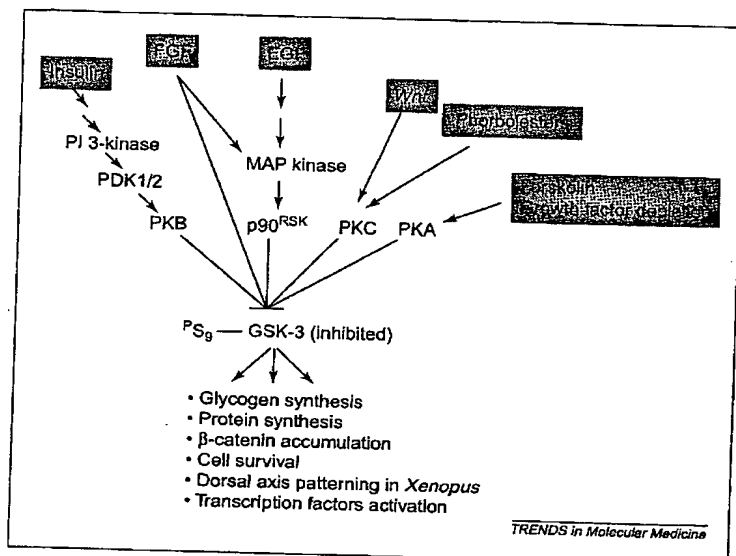 Insulin
FGF
EGF
Wnt
Phorbolesters
Forskolin
Growth factor depletion
PI 3-kinase
PDK1/2
PKB
MAP kinase
p90RSK
PKC
PKA
PS9 — GSK-3 (inhibited)
• Glycogen synthesis
• Protein synthesis
• β-catenin accumulation
• Cell survival
• Dorsal axis patterning in Xenopus
• Transcription factors activation
TRENDS in Molecular Medicine